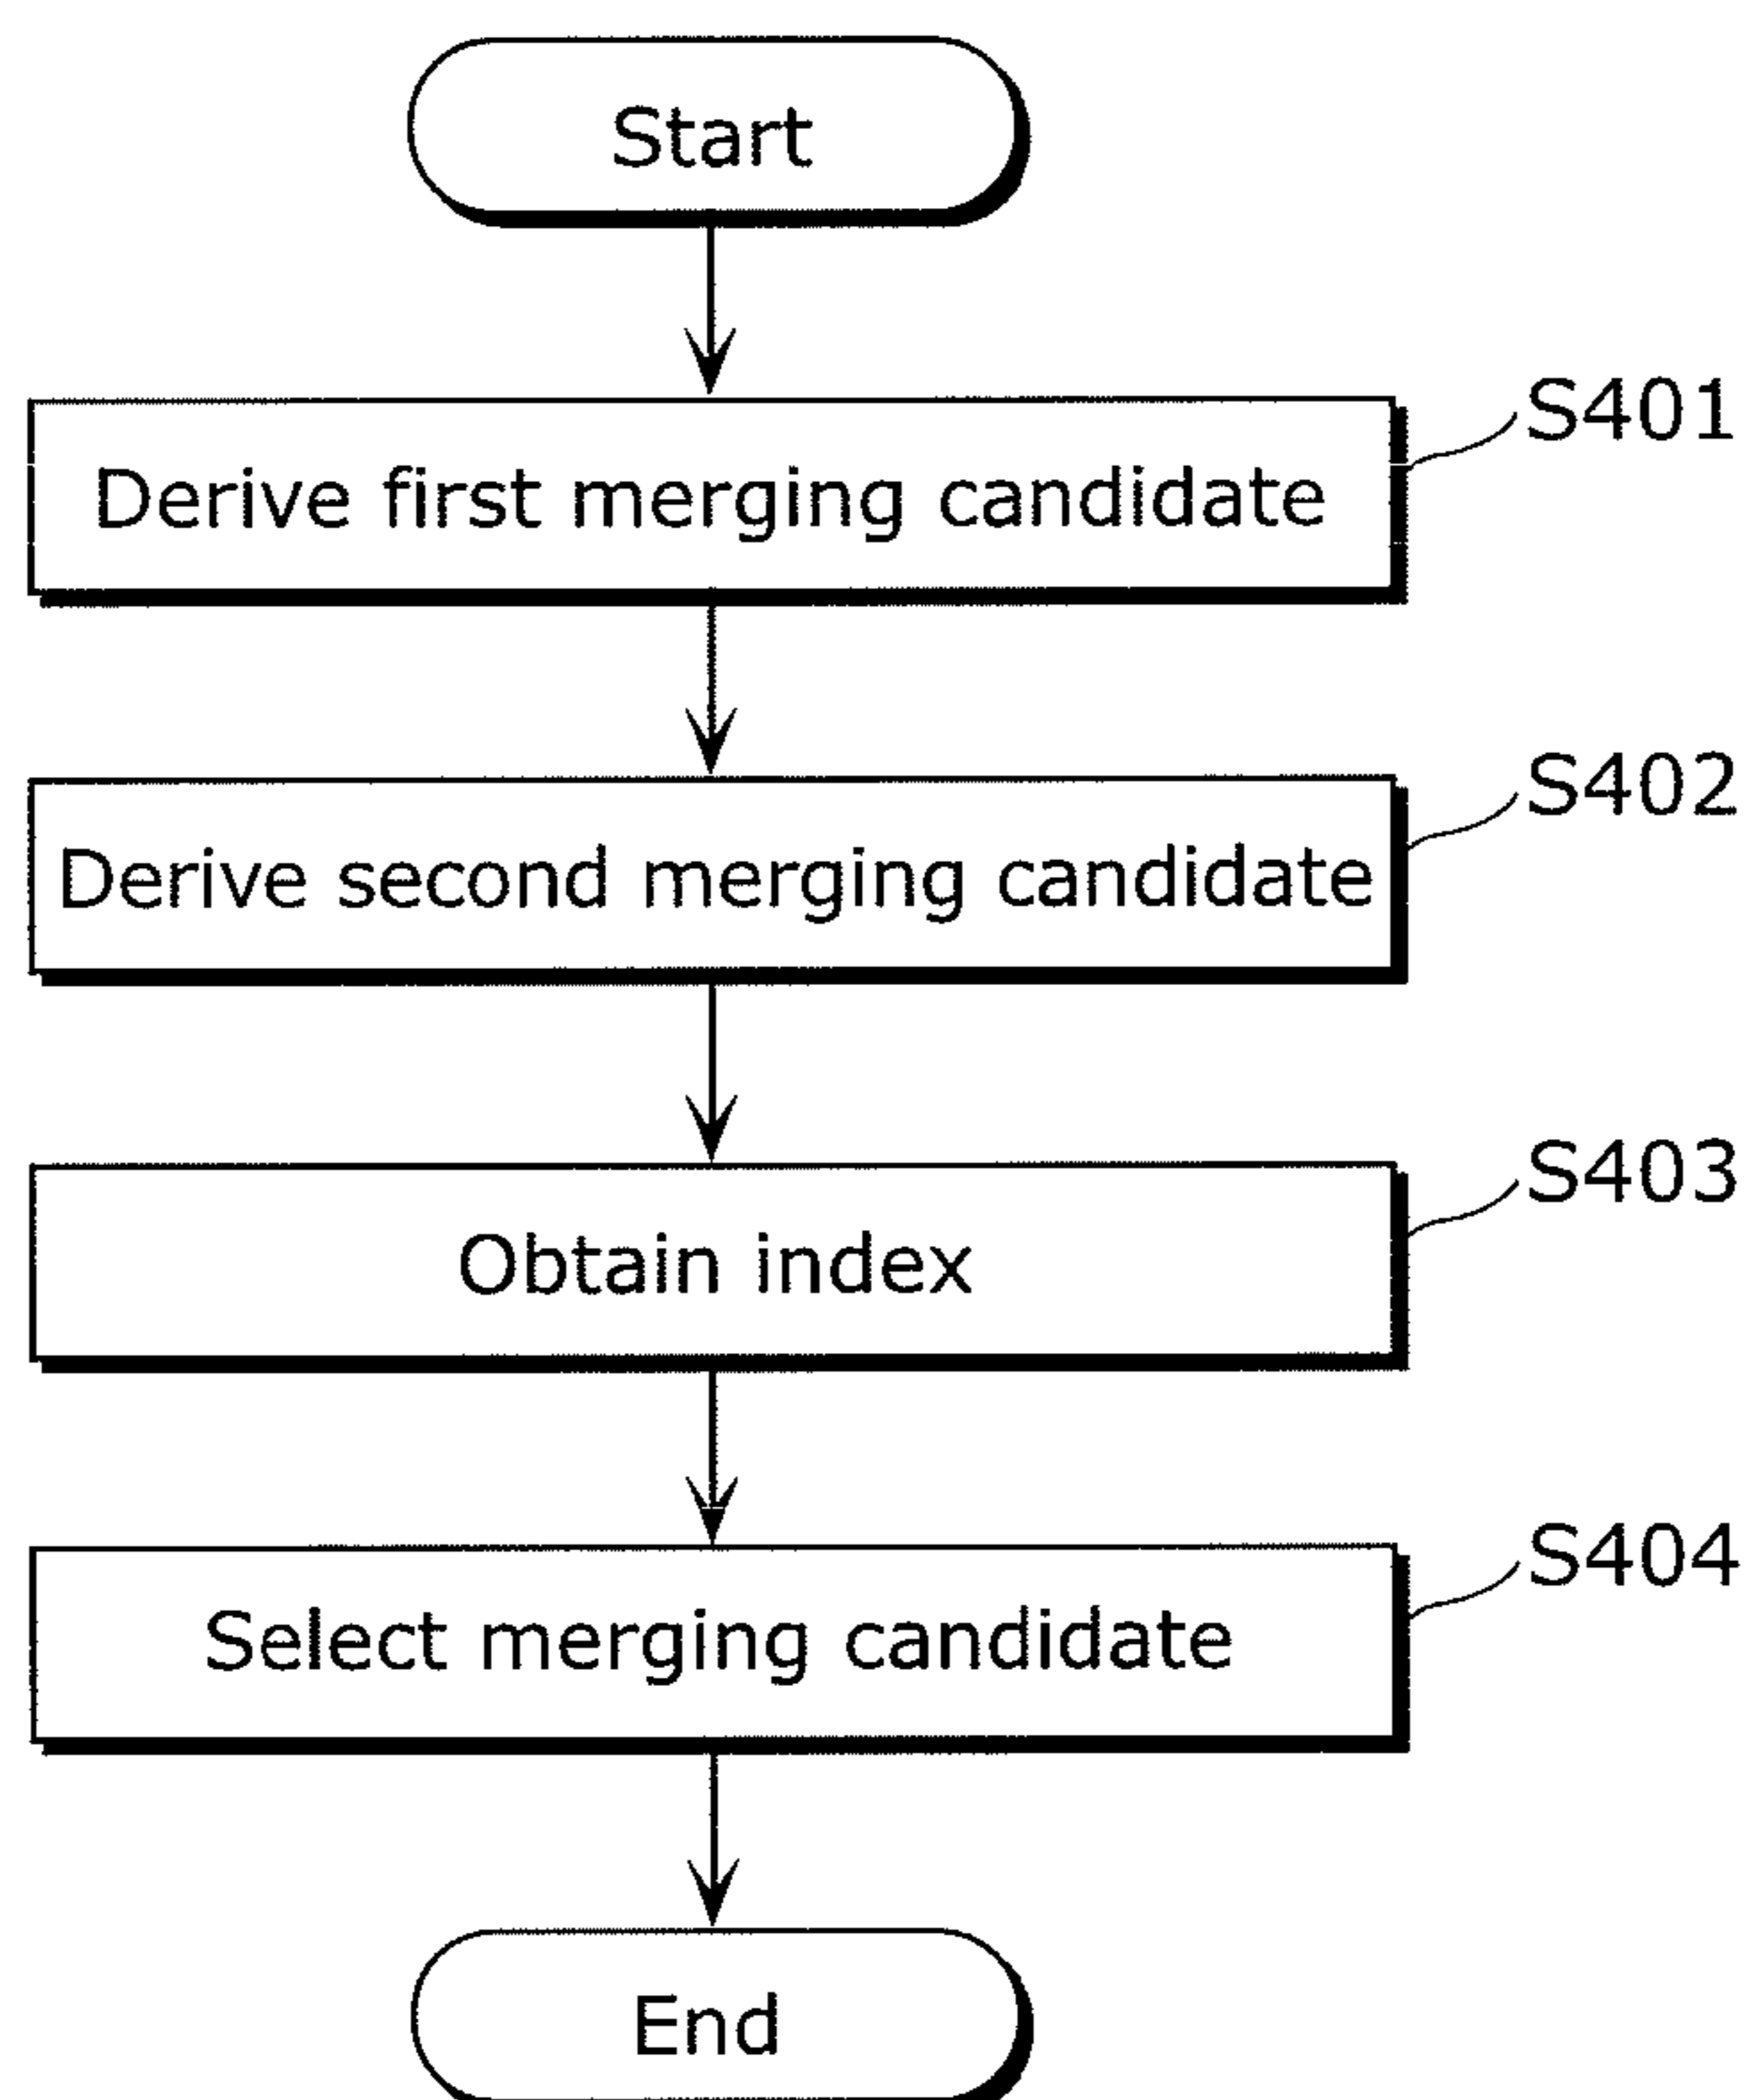 Start
S401
Derive first merging candidate
S402
Derive second merging candidate
S403
Obtain index
S404
Select merging candidate
End